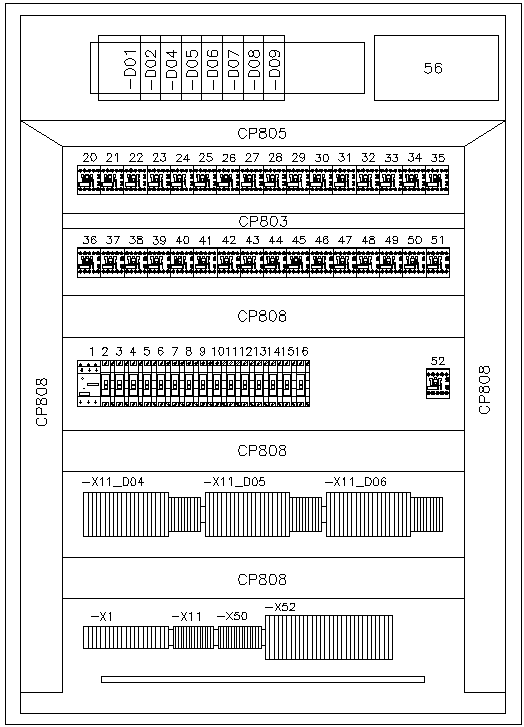 -D01 -D02 -D04 -D05 -D06 -D07 -D08 -D09
56
CP805
20 21 22 23 24 25 26 27 28 29 30 31 32 33 34 35
CP803
36 37 38 39 40 41 42 43 44 45 46 47 48 49 50 51
CP808
1 2 3 4 5 6 7 8 9 10 11 12 13 14 15 16
52
CP808
CP808
CP808
-X11_D04 -X11_D05 -X11_D06
CP808
-X1 -X11 -X50 -X52